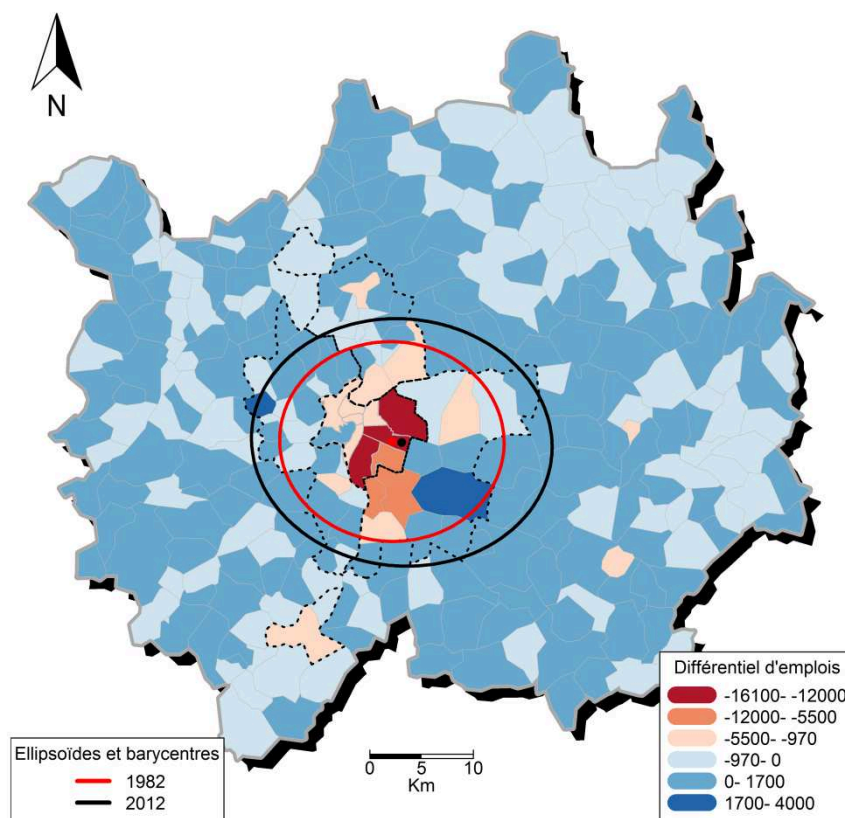 N
Ellipsoïdes et barycentres
1982
2012
0 5 10
Km
Différentiel d'emplois
-16100- -12000
-12000- -5500
-5500- -970
-970- 0
0- 1700
1700- 4000